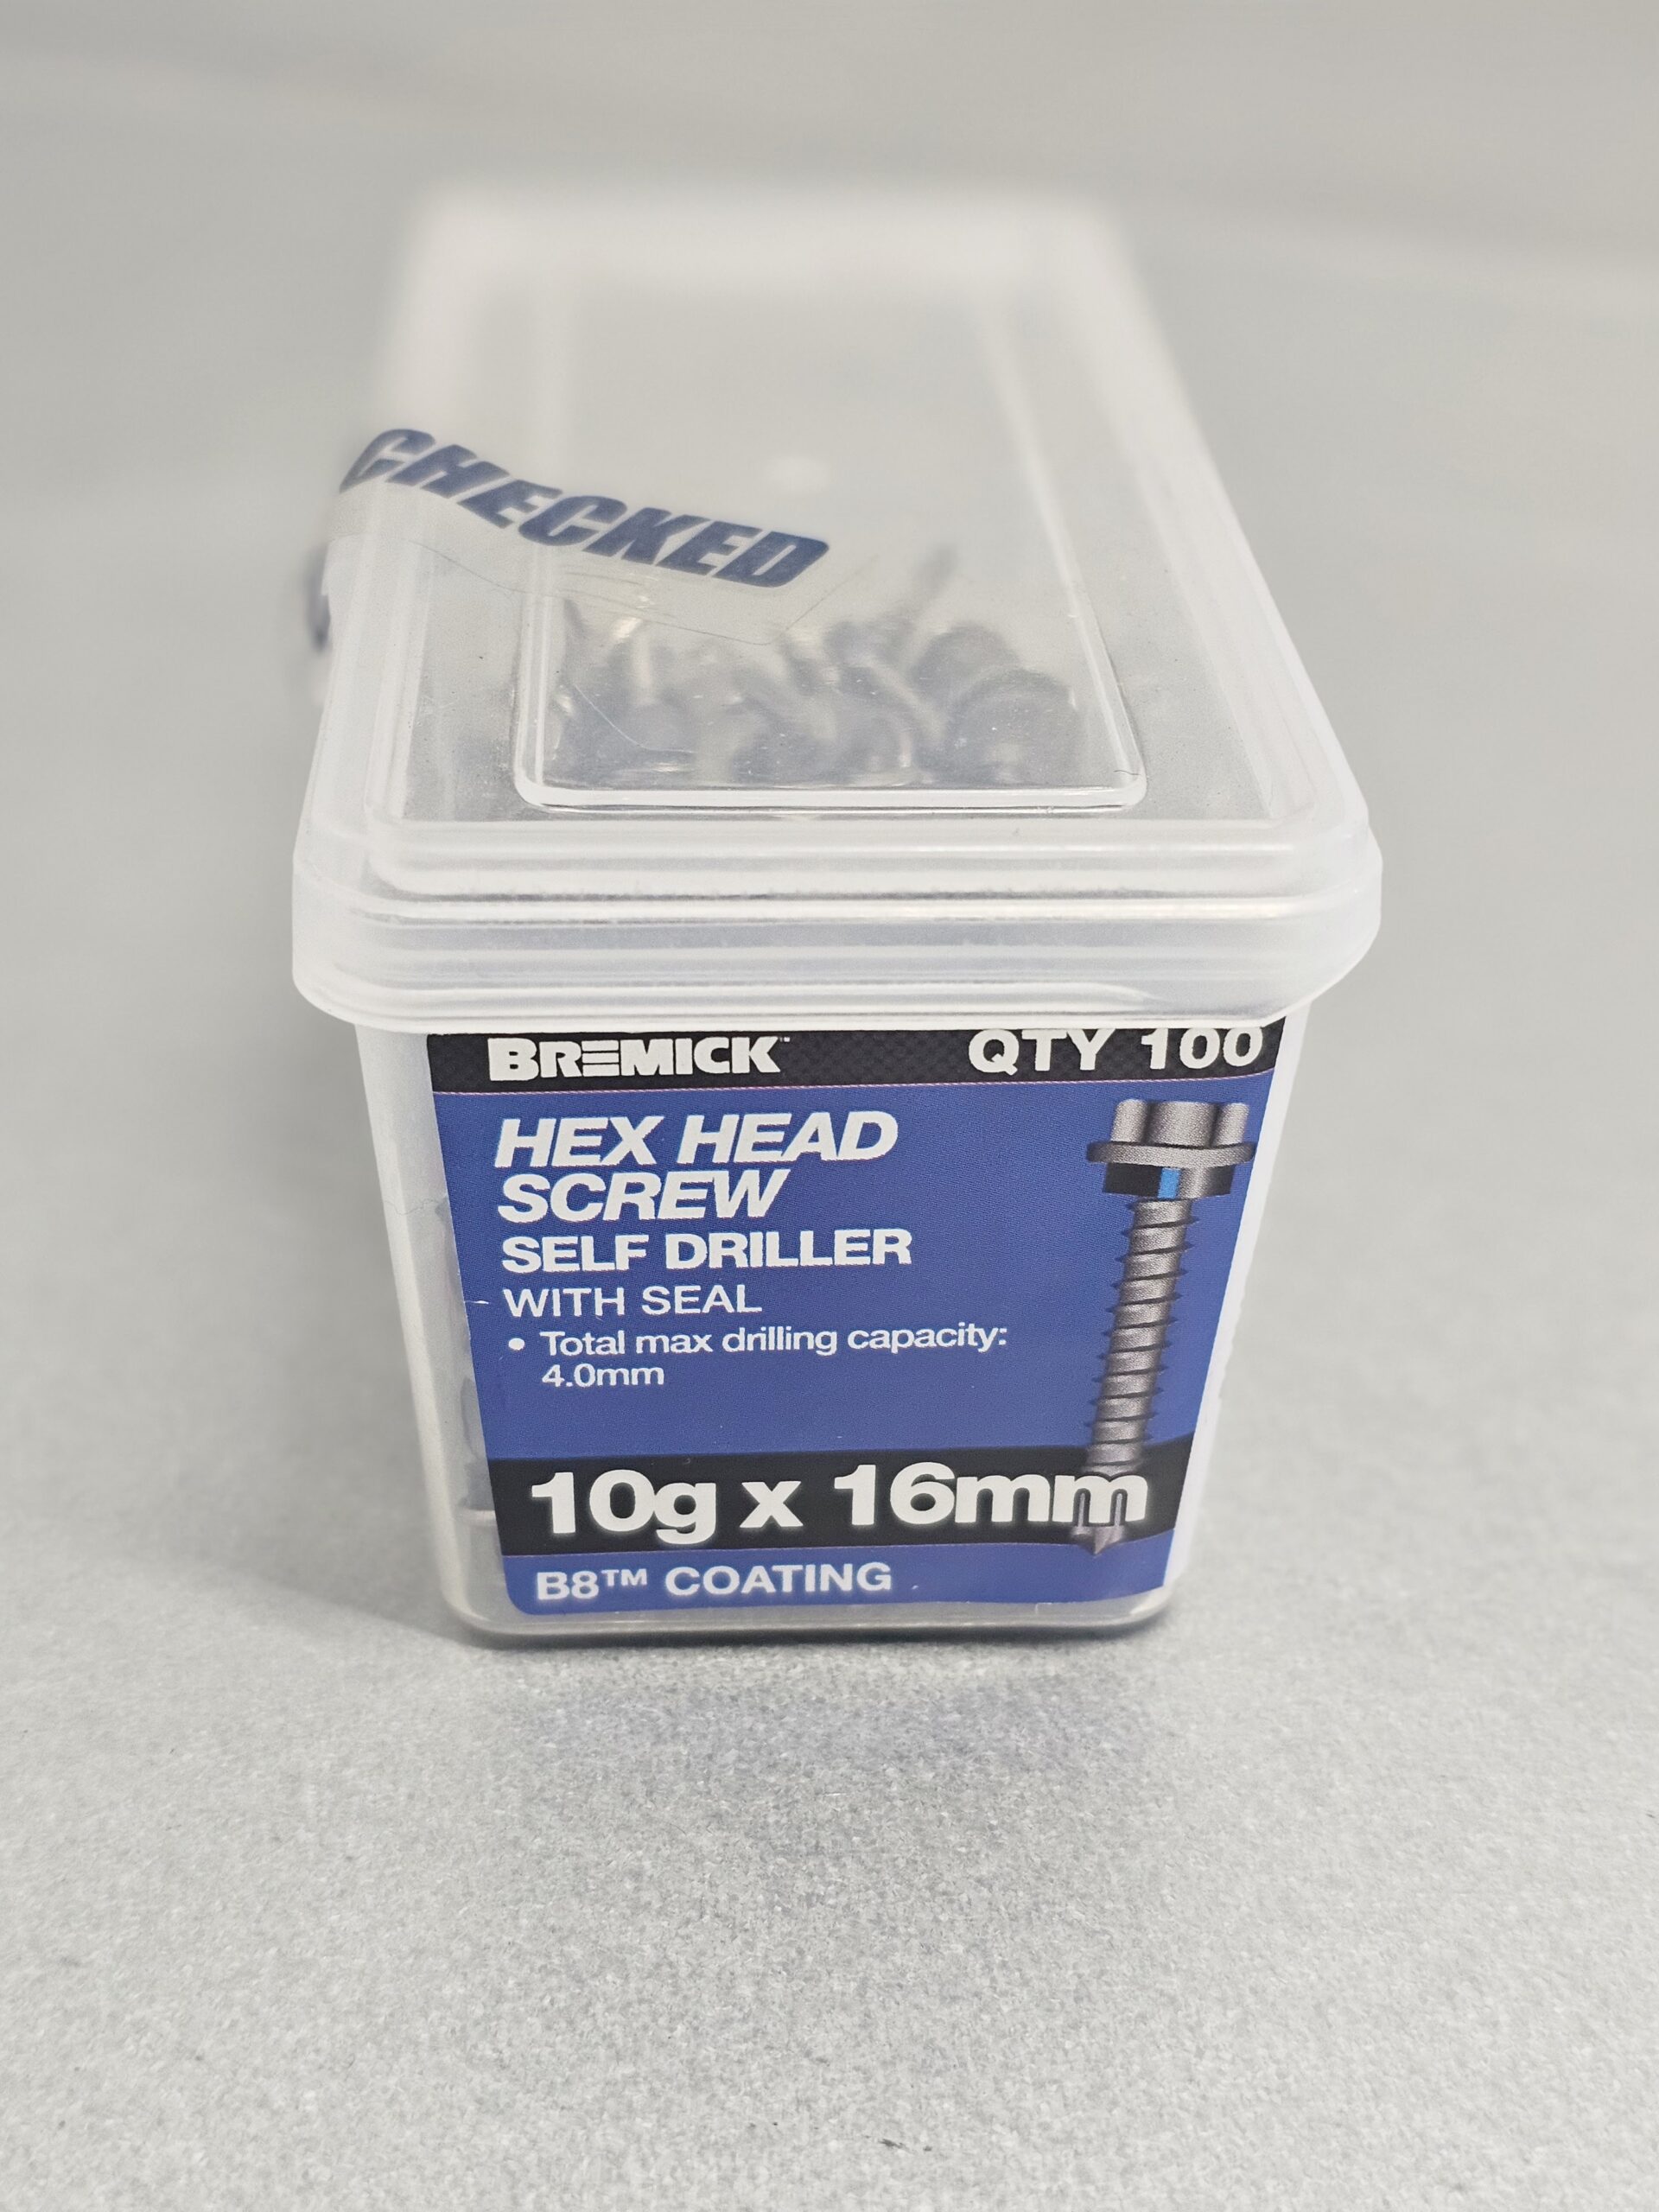 CHECKED
BREMICK™ QTY 100
HEX HEAD
SCREW
SELF DRILLER
WITH SEAL
• Total max drilling capacity:
4.0mm
10g x 16mm
B8™ COATING